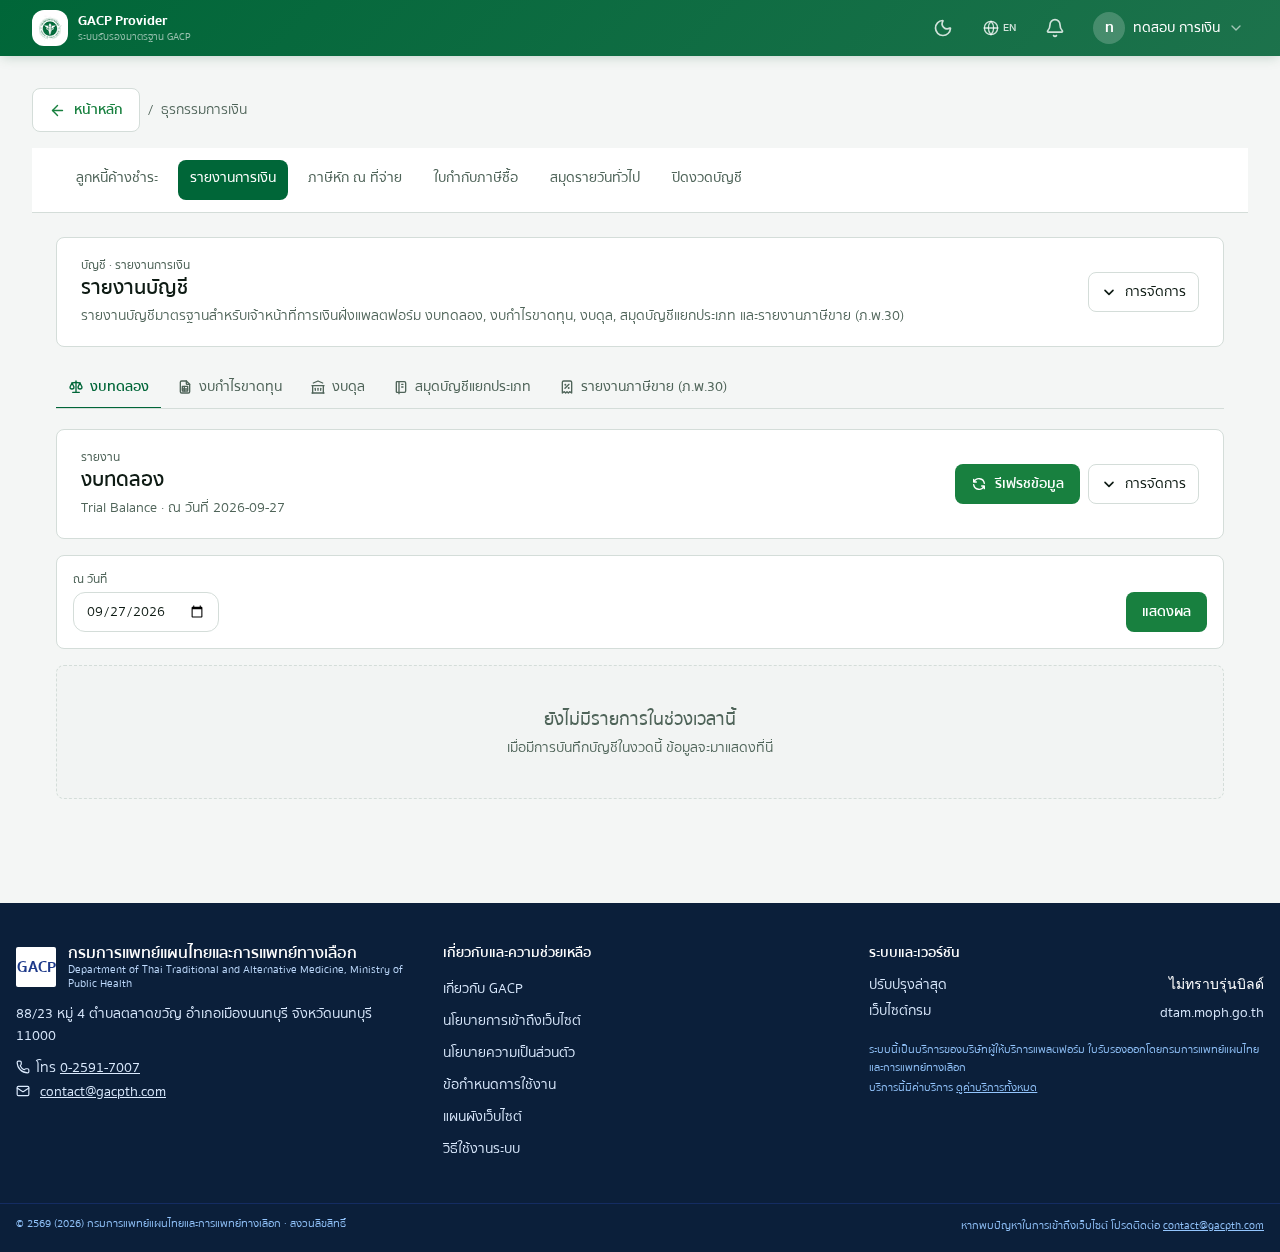 GACP Provider
ระบบรับรองมาตรฐาน GACP
EN
ท
ทดสอบ การเงิน
หน้าหลัก
/ ธุรกรรมการเงิน
ลูกหนี้ค้างชำระ
รายงานการเงิน
ภาษีหัก ณ ที่จ่าย
ใบกำกับภาษีซื้อ
สมุดรายวันทั่วไป
ปิดงวดบัญชี
บัญชี · รายงานการเงิน
รายงานบัญชี
รายงานบัญชีมาตรฐานสำหรับเจ้าหน้าที่การเงินฝั่งแพลตฟอร์ม งบทดลอง, งบกำไรขาดทุน, งบดุล, สมุดบัญชีแยกประเภท และรายงานภาษีขาย (ภ.พ.30)
การจัดการ
งบทดลอง
งบกำไรขาดทุน
งบดุล
สมุดบัญชีแยกประเภท
รายงานภาษีขาย (ภ.พ.30)
รายงาน
งบทดลอง
Trial Balance · ณ วันที่ 2026-09-27
รีเฟรชข้อมูล
การจัดการ
ณ วันที่
09/27/2026
แสดงผล
ยังไม่มีรายการในช่วงเวลานี้
เมื่อมีการบันทึกบัญชีในงวดนี้ ข้อมูลจะมาแสดงที่นี่
GACP
กรมการแพทย์แผนไทยและการแพทย์ทางเลือก
Department of Thai Traditional and Alternative Medicine, Ministry of
Public Health
88/23 หมู่ 4 ตำบลตลาดขวัญ อำเภอเมืองนนทบุรี จังหวัดนนทบุรี
11000
โทร 0-2591-7007
contact@gacpth.com
เกี่ยวกับและความช่วยเหลือ
เกี่ยวกับ GACP
นโยบายการเข้าถึงเว็บไซต์
นโยบายความเป็นส่วนตัว
ข้อกำหนดการใช้งาน
แผนผังเว็บไซต์
วิธีใช้งานระบบ
ระบบและเวอร์ชัน
ปรับปรุงล่าสุด
ไม่ทราบรุ่นบิลด์
เว็บไซต์กรม
dtam.moph.go.th
ระบบนี้เป็นบริการของบริษัทผู้ให้บริการแพลตฟอร์ม ใบรับรองออกโดยกรมการแพทย์แผนไทย
และการแพทย์ทางเลือก
บริการนี้มีค่าบริการ ดูค่าบริการทั้งหมด
© 2569 (2026) กรมการแพทย์แผนไทยและการแพทย์ทางเลือก · สงวนลิขสิทธิ์
หากพบปัญหาในการเข้าถึงเว็บไซต์ โปรดติดต่อ contact@gacpth.com